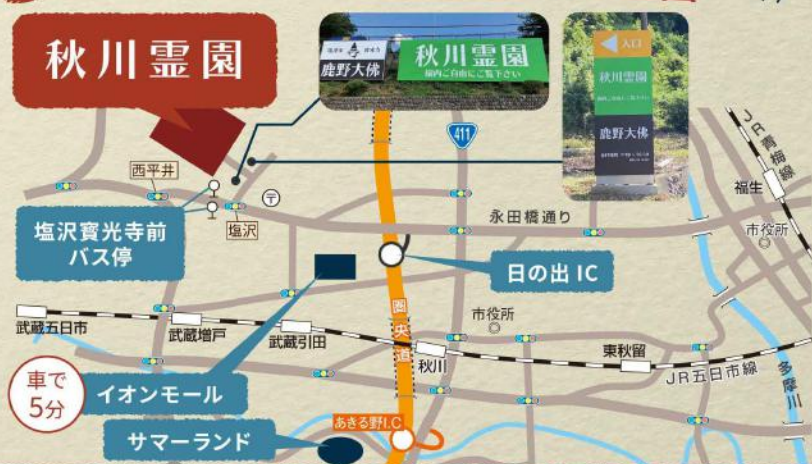 秋川霊園
鹿野大佛
秋川霊園
園内ご自由にご覧下さい
入口
秋川霊園
鹿野大佛
411
JR青梅線
福生
市役所
西平井
〒
塩沢
永田橋通り
塩沢寶光寺前
バス停
日の出 IC
圏央道
武蔵五日市
武蔵増戸
武蔵引田
秋川
市役所
東秋留
JR五日市線
多摩川
車で
5分
イオンモール
あきる野I.C
サマーランド